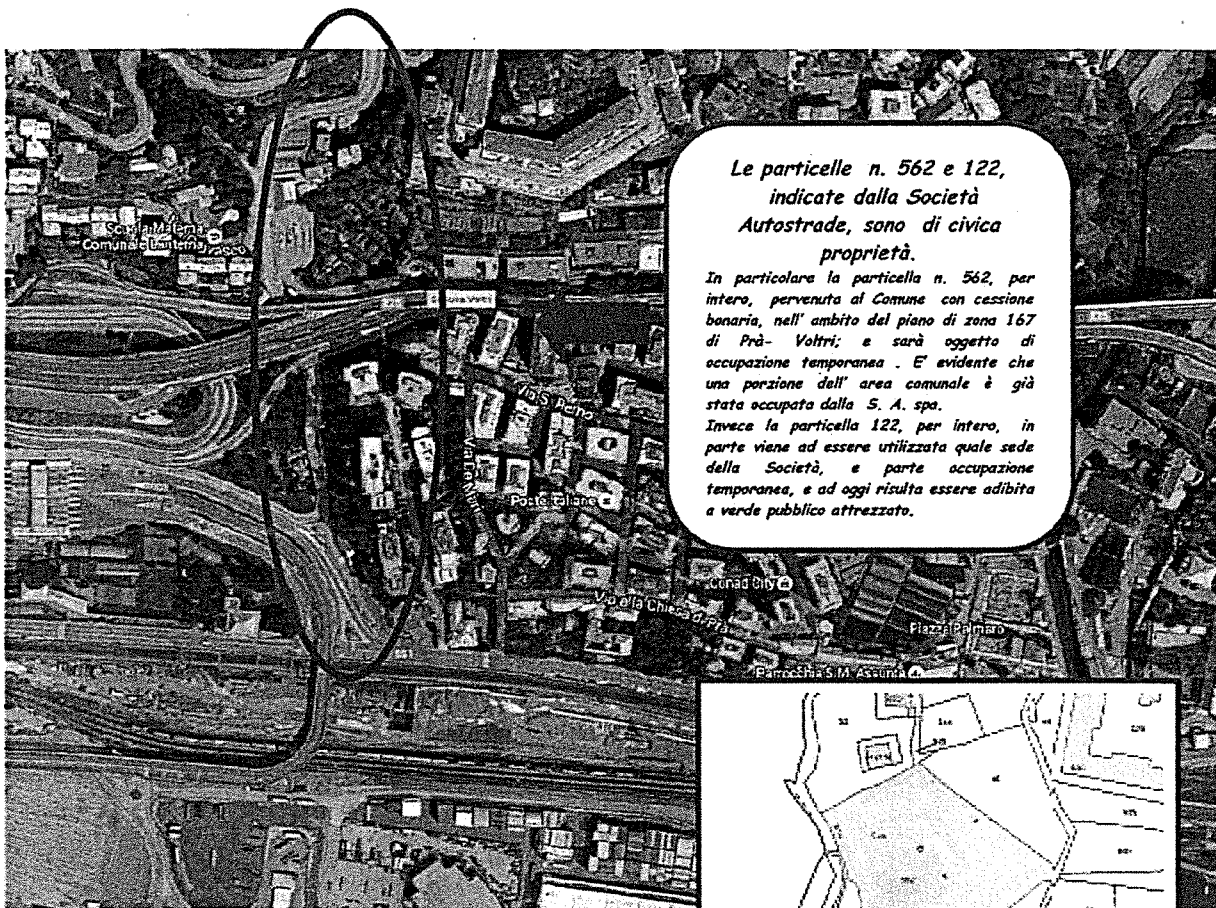 Le particelle n. 562 e 122,
indicate dalla Società
Autostrade, sono di civica
proprietà.
In particolare la particella n. 562, per
intero, pervenuta al Comune con cessione
bonaria, nell' ambito del piano di zona 167
di Prà- Voltri; e sarà oggetto di
occupazione temporanea . E' evidente che
una porzione dell' area comunale è già
stata occupata dalla S. A. spa.
Invece la particella 122, per intero, in
parte viene ad essere utilizzata quale sede
della Società, e parte occupazione
temporanea, e ad oggi risulta essere adibita
a verde pubblico attrezzato.
Scuola Materna
Comunale Lanterna
Via S. Pietro
Poste Italiane
Conad City
Via alla Chiesa di Prà
Piazza Palmaro
Parrocchia S.M. Assunta